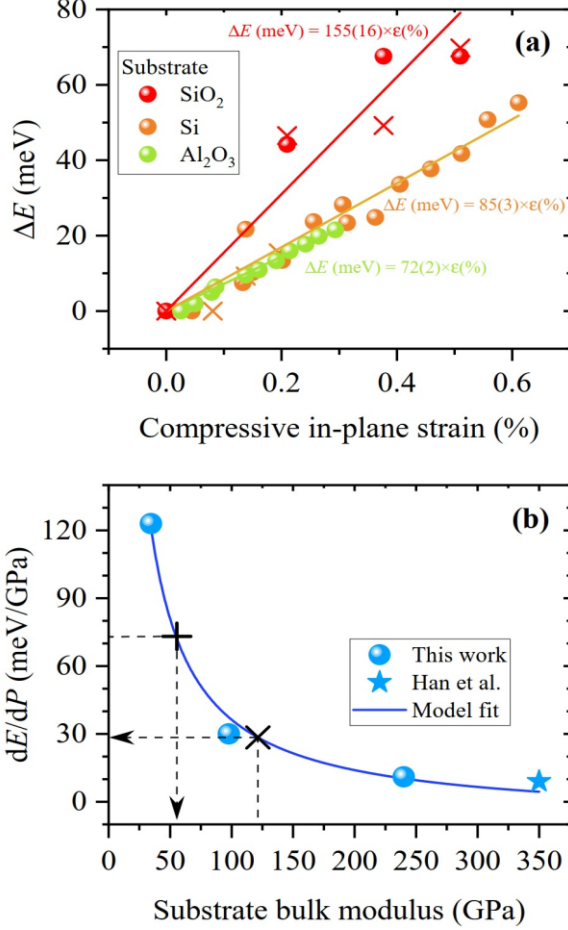 (a)
ΔE (meV) = 155(16)×ε(%)
Substrate
SiO₂
Si
Al₂O₃
ΔE (meV) = 85(3)×ε(%)
ΔE (meV) = 72(2)×ε(%)
80
60
40
20
0
ΔE (meV)
0.0 0.2 0.4 0.6
Compressive in-plane strain (%)
(b)
120
90
60
30
0
dE/dP (meV/GPa)
This work
Han et al.
Model fit
0 50 100 150 200 250 300 350
Substrate bulk modulus (GPa)